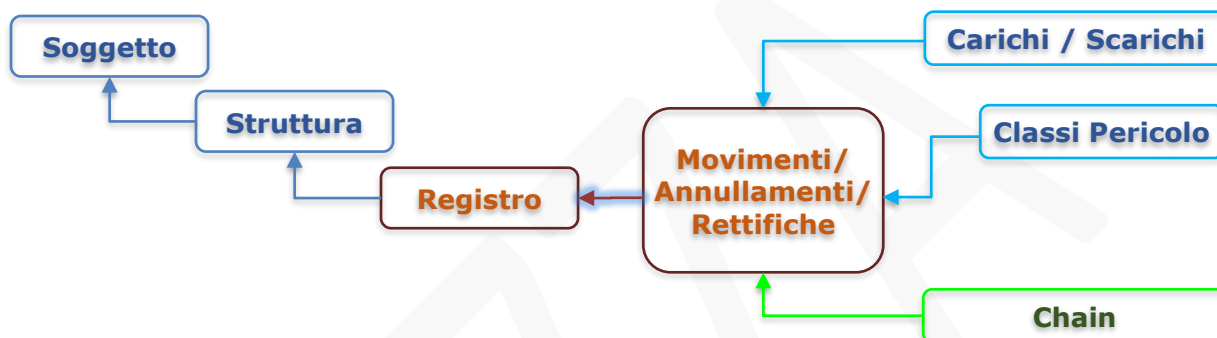 Soggetto
Struttura
Registro
Movimenti/
Annullamenti/
Rettifiche
Carichi / Scarichi
Classi Pericolo
Chain